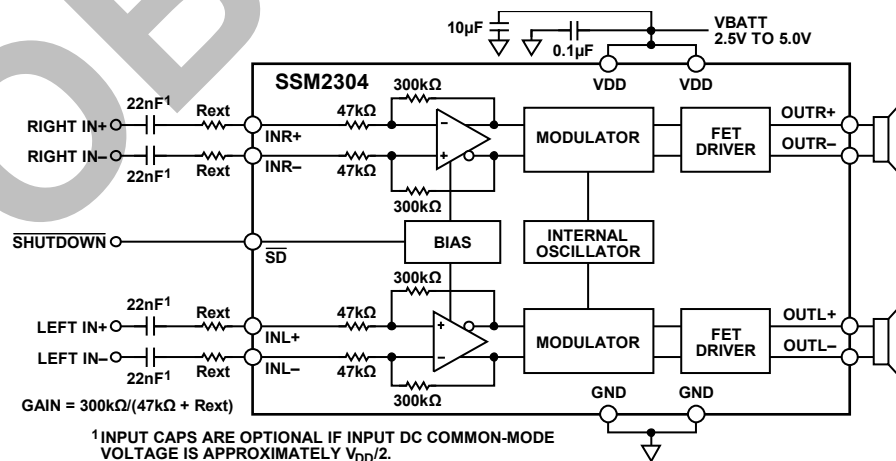 10µF
0.1µF
VBATT
2.5V TO 5.0V
SSM2304
VDD
VDD
22nF¹
Rext
RIGHT IN+
INR+
47kΩ
300kΩ
MODULATOR
FET
DRIVER
OUTR+
RIGHT IN–
22nF¹
Rext
INR–
47kΩ
300kΩ
OUTR–
SHUTDOWN
SD
BIAS
INTERNAL
OSCILLATOR
22nF¹
Rext
LEFT IN+
INL+
47kΩ
300kΩ
MODULATOR
FET
DRIVER
OUTL+
LEFT IN–
22nF¹
Rext
INL–
47kΩ
300kΩ
OUTL–
GND
GND
GAIN = 300kΩ/(47kΩ + Rext)
¹INPUT CAPS ARE OPTIONAL IF INPUT DC COMMON-MODE
VOLTAGE IS APPROXIMATELY VDD/2.